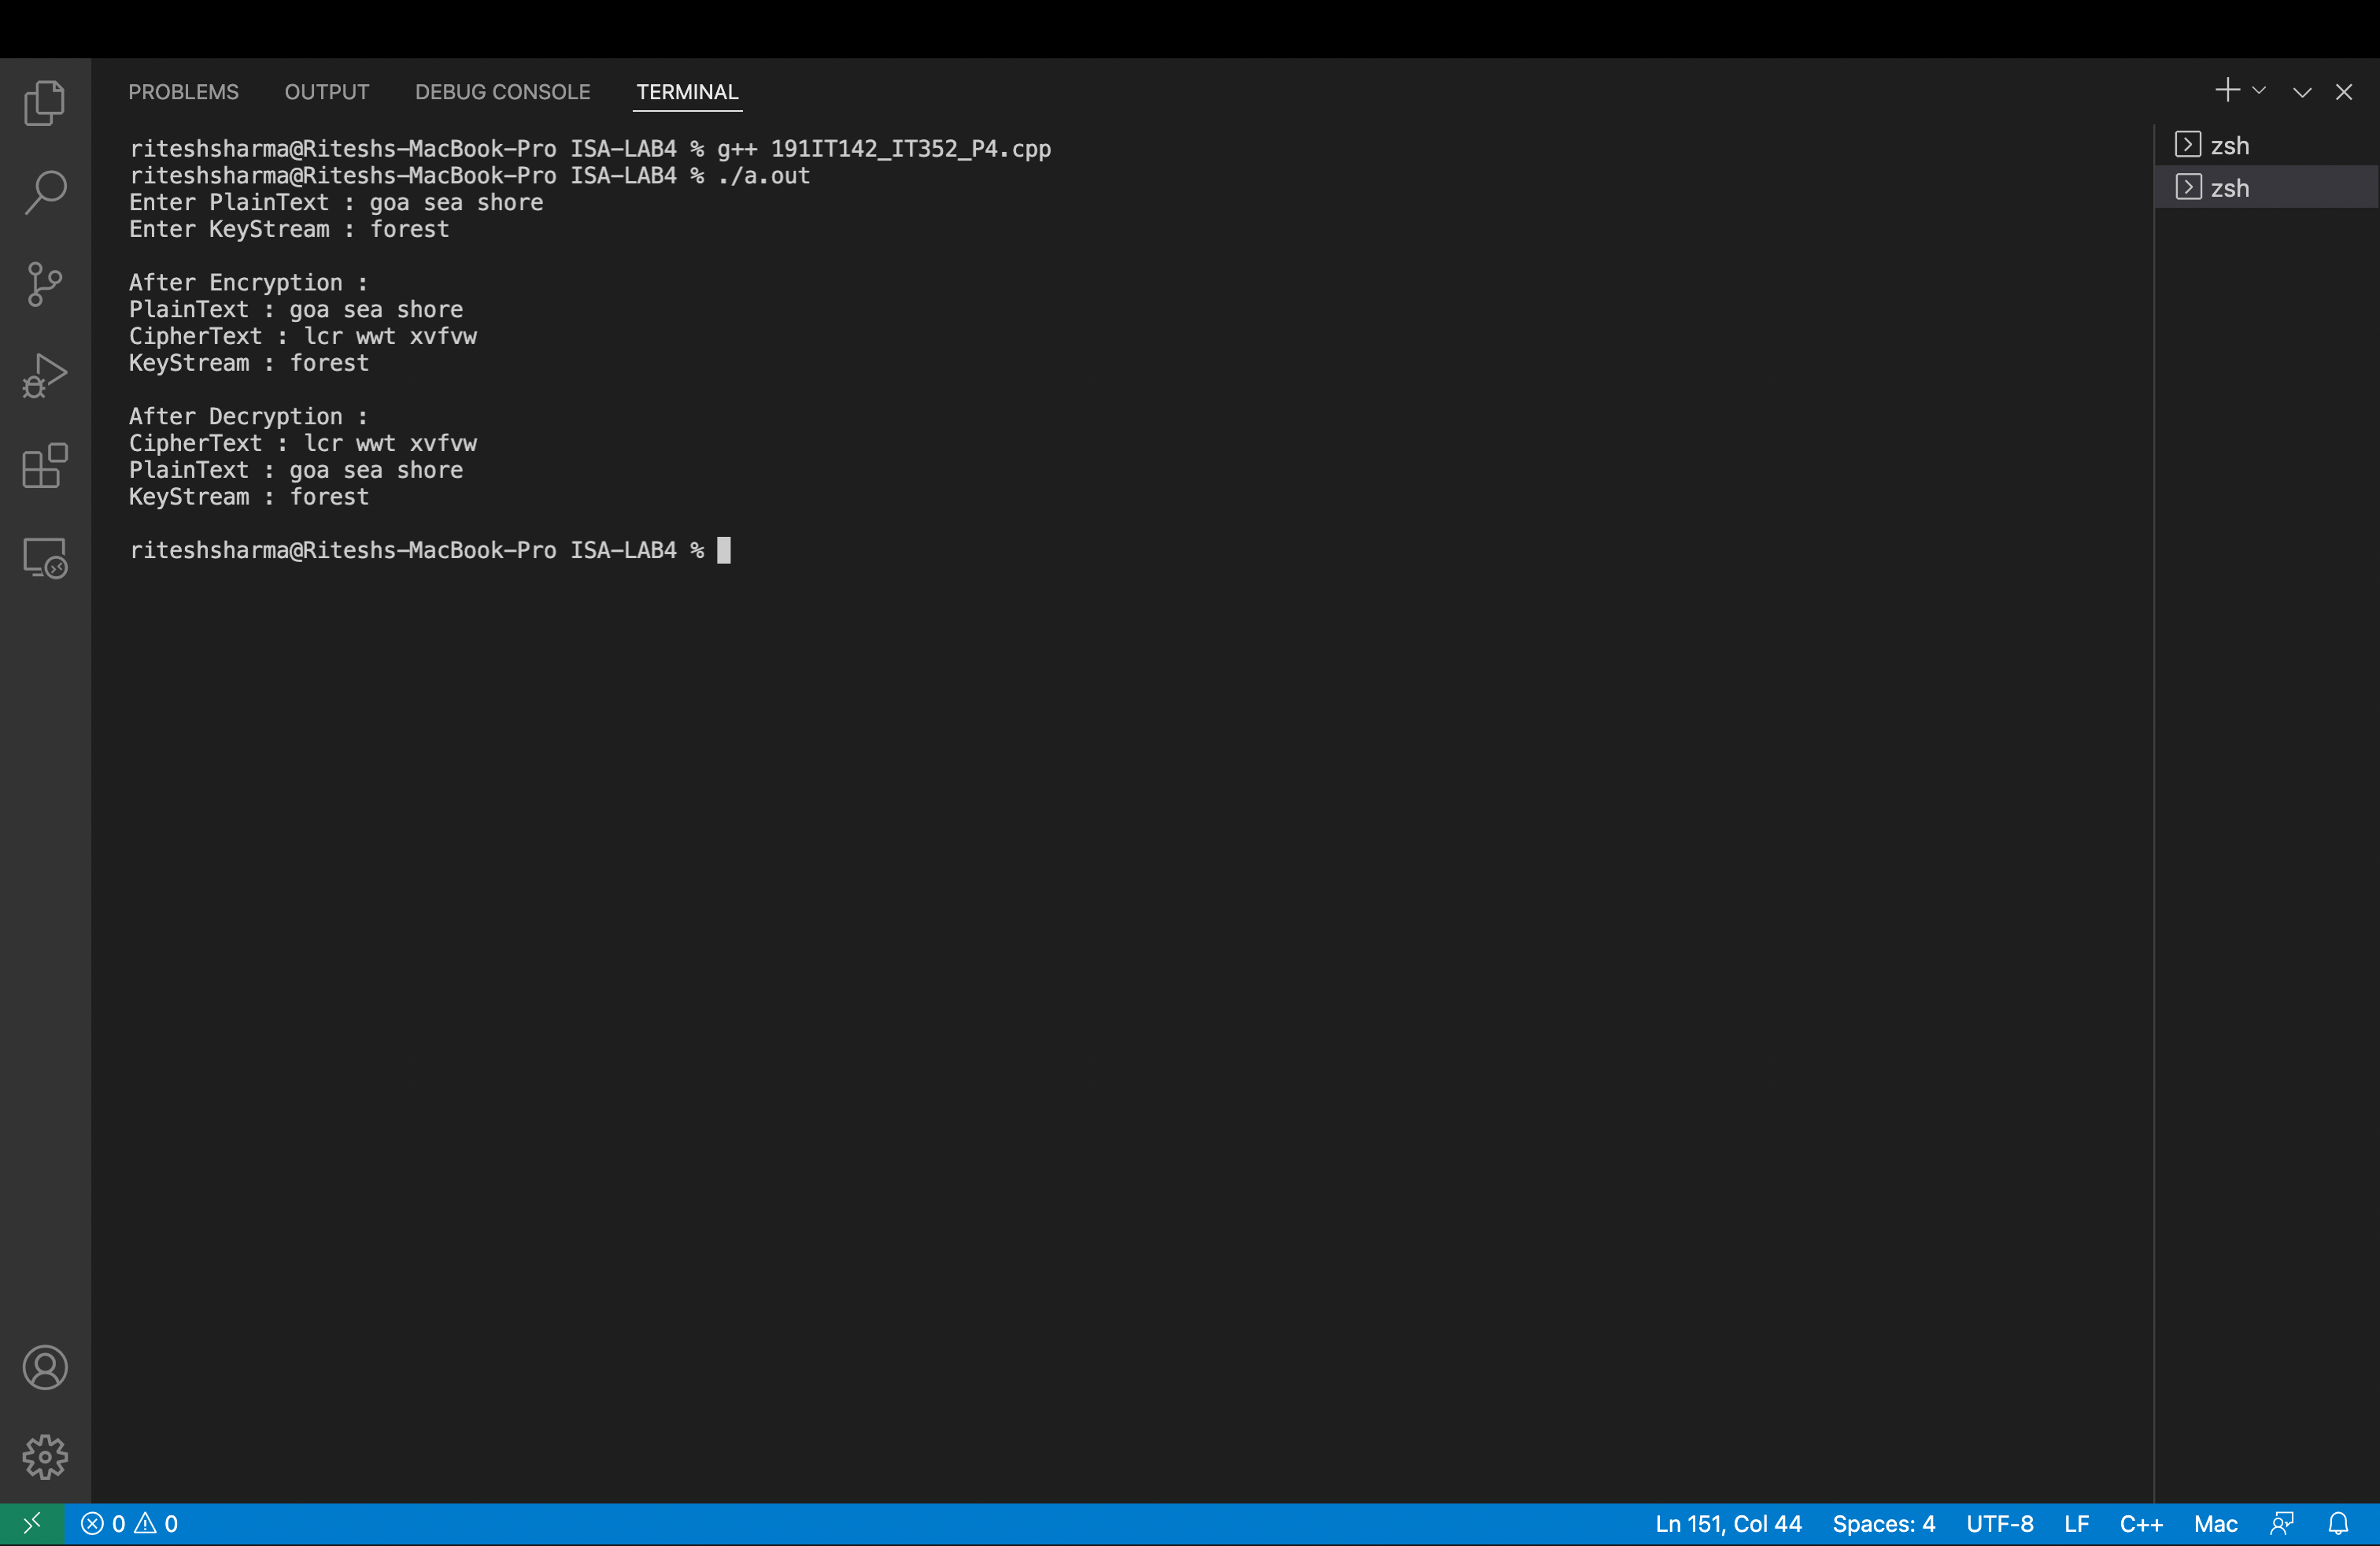 PROBLEMS OUTPUT DEBUG CONSOLE TERMINAL
riteshsharma@Riteshs-MacBook-Pro ISA-LAB4 % g++ 191IT142_IT352_P4.cpp
riteshsharma@Riteshs-MacBook-Pro ISA-LAB4 % ./a.out
Enter PlainText : goa sea shore
Enter KeyStream : forest

After Encryption :
PlainText : goa sea shore
CipherText : lcr wwt xvfvw
KeyStream : forest

After Decryption :
CipherText : lcr wwt xvfvw
PlainText : goa sea shore
KeyStream : forest

riteshsharma@Riteshs-MacBook-Pro ISA-LAB4 %
zsh
zsh
0 0 Ln 151, Col 44 Spaces: 4 UTF-8 LF C++ Mac